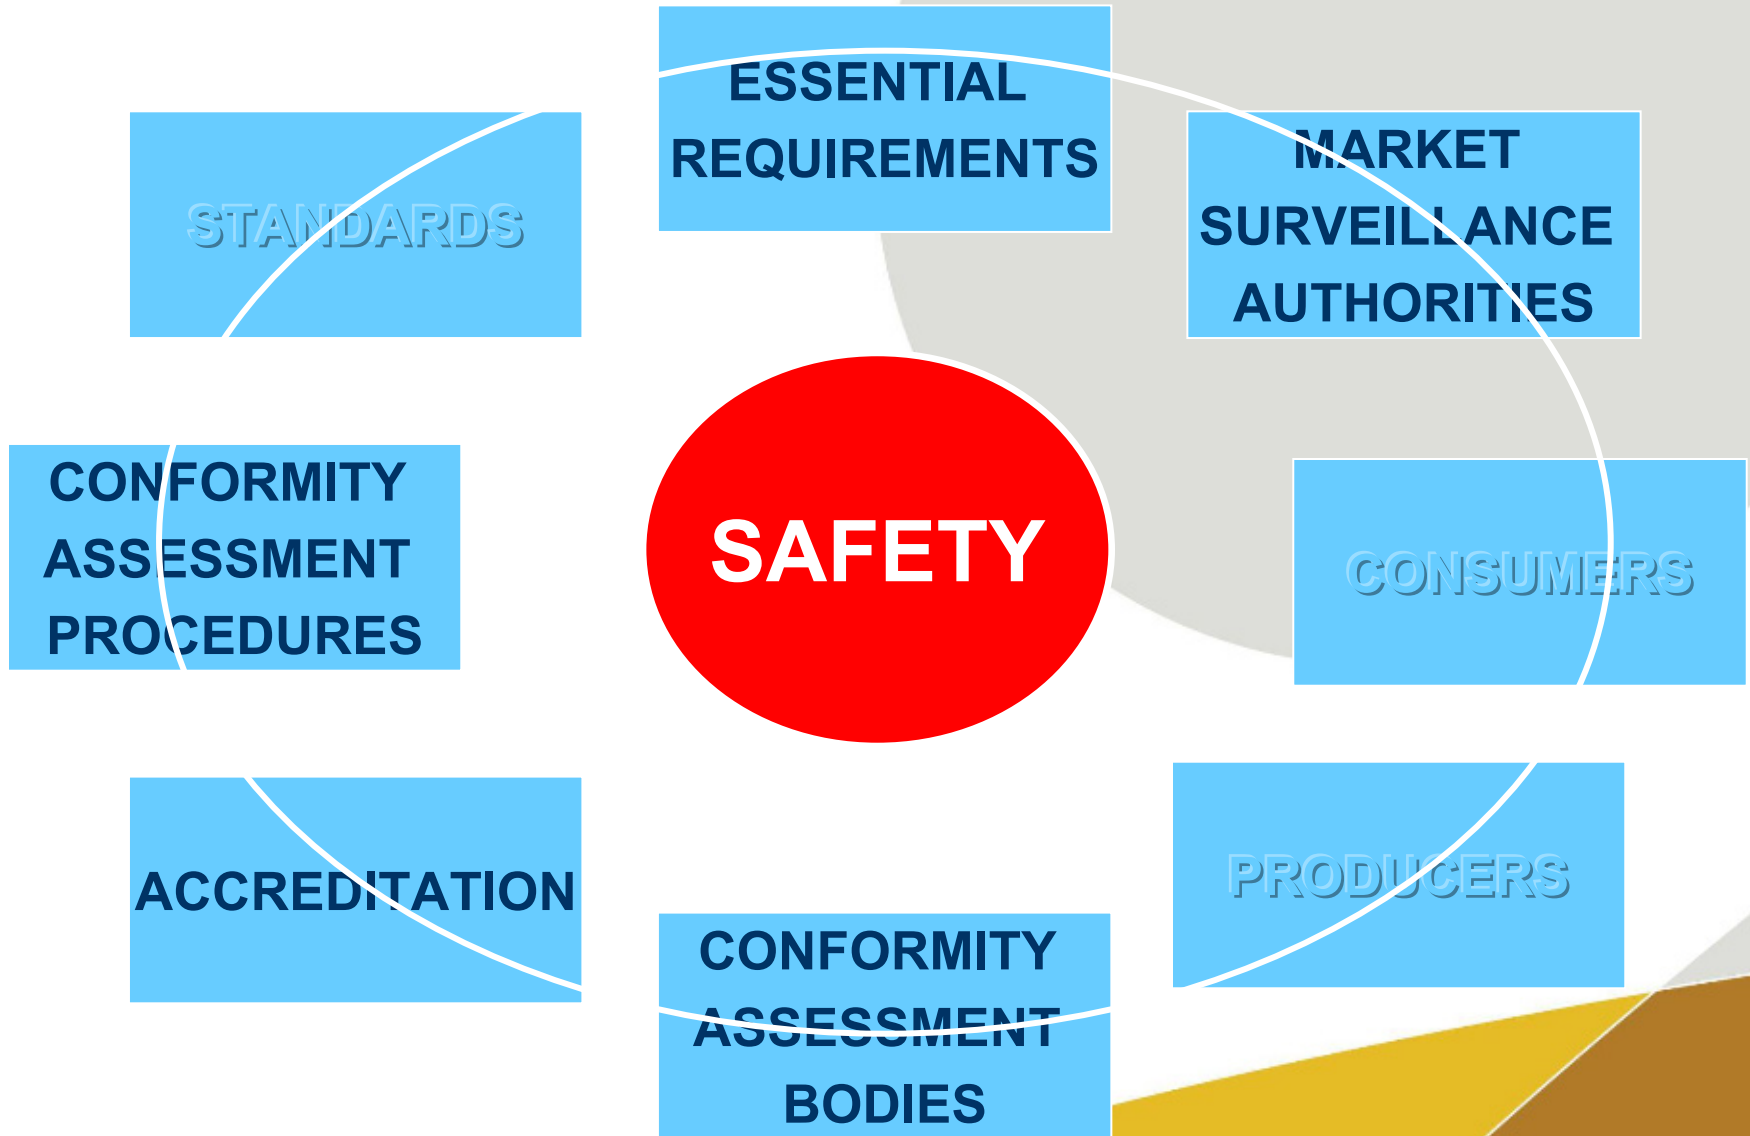 ESSENTIAL
REQUIREMENTS
MARKET
SURVEILLANCE
AUTHORITIES
STANDARDS
CONFORMITY
ASSESSMENT
PROCEDURES
SAFETY
CONSUMERS
ACCREDITATION
PRODUCERS
CONFORMITY
ASSESSMENT
BODIES